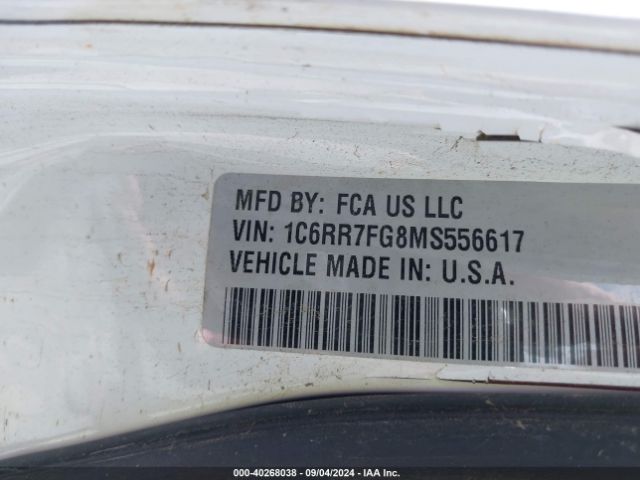 MFD BY: FCA US LLC
VIN: 1C6RR7FG8MS556617
VEHICLE MADE IN: U.S.A.
000-40268038 - 09/04/2024 - IAA Inc.